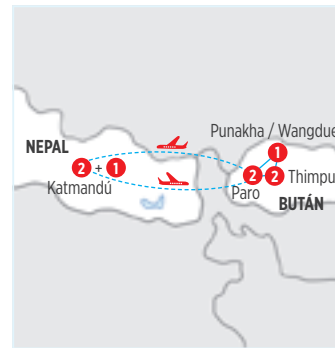 Punakha / Wangdue
1
NEPAL
2 + 1
Katmandú
2 2 Thimpu
Paro
BUTÁN